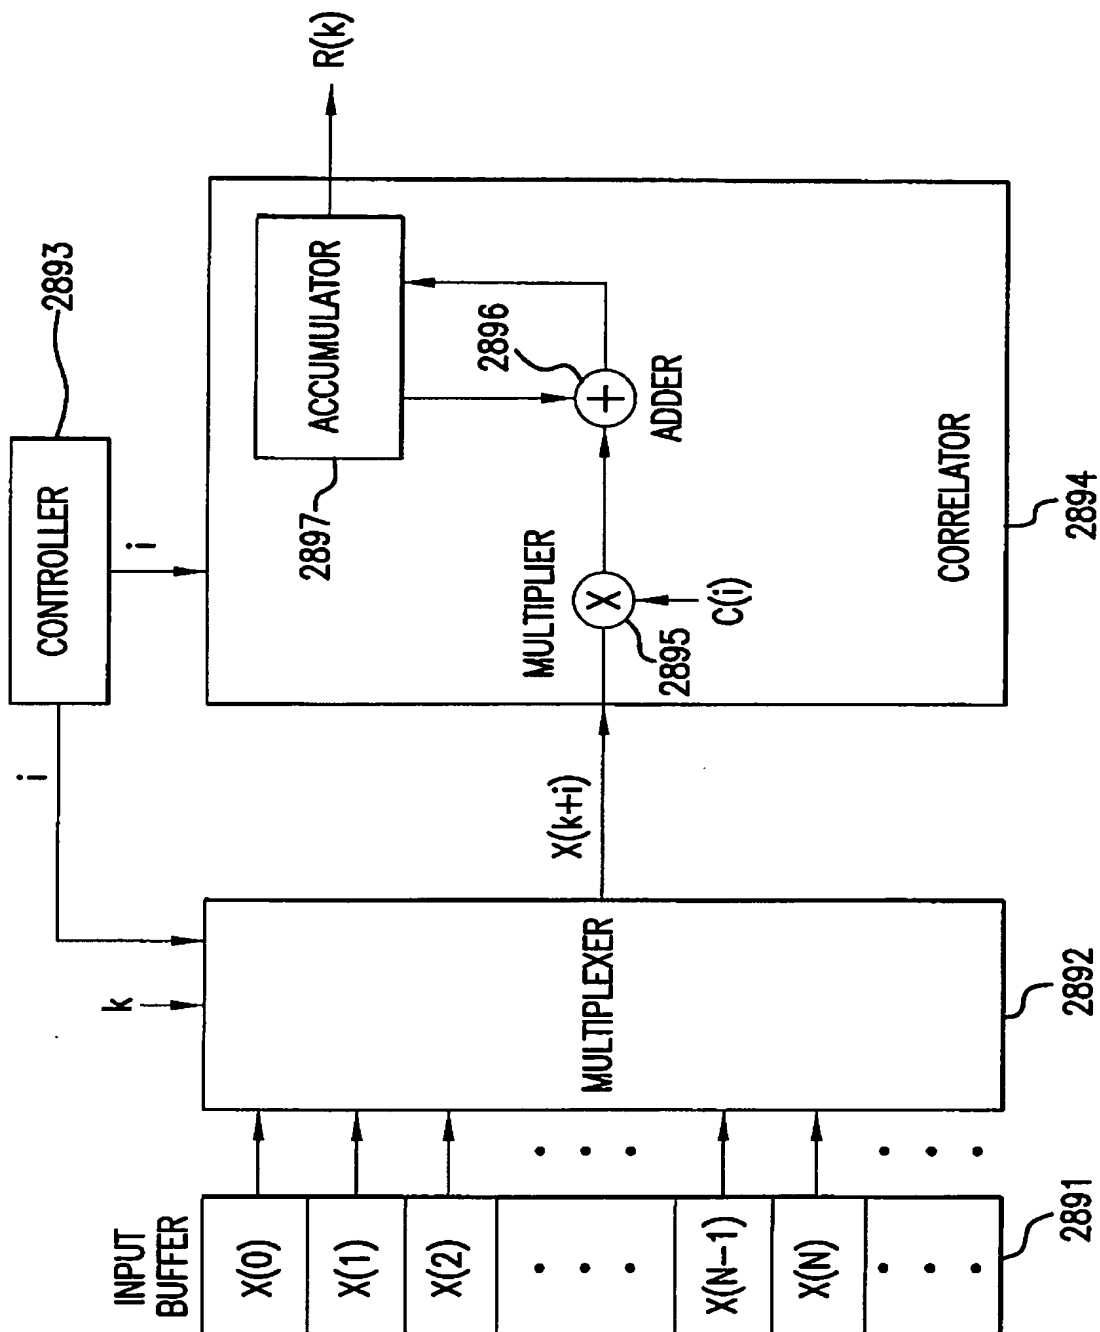 INPUT
BUFFER
X(0)
X(1)
X(2)
X(N-1)
X(N)
2891
k
MULTIPLEXER
2892
i
CONTROLLER
2893
i
X(k+i)
MULTIPLIER
X
2895
C(i)
+
2896
ADDER
ACCUMULATOR
2897
CORRELATOR
2894
R(k)